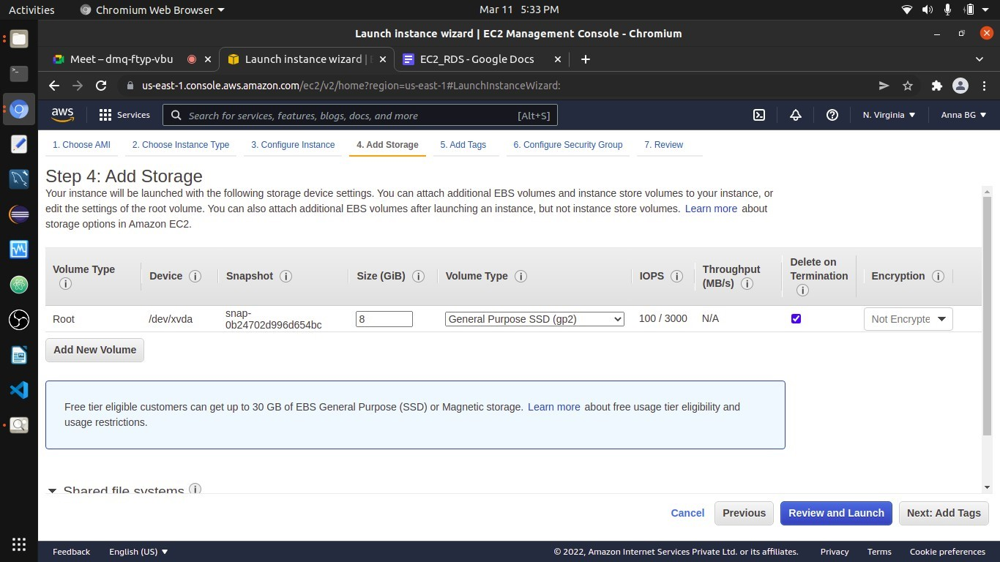 Activities Chromium Web Browser Mar 11 5:33 PM
Launch instance wizard | EC2 Management Console - Chromium
Meet – dmq-ftyp-vbu Launch instance wizard | EC2_RDS - Google Docs
us-east-1.console.aws.amazon.com/ec2/v2/home?region=us-east-1#LaunchInstanceWizard:
aws Services Search for services, features, blogs, docs, and more [Alt+S] N. Virginia Anna BG
1. Choose AMI 2. Choose Instance Type 3. Configure Instance 4. Add Storage 5. Add Tags 6. Configure Security Group 7. Review
Step 4: Add Storage
Your instance will be launched with the following storage device settings. You can attach additional EBS volumes and instance store volumes to your instance, or
edit the settings of the root volume. You can also attach additional EBS volumes after launching an instance, but not instance store volumes. Learn more about
storage options in Amazon EC2.
Volume Type Device Snapshot Size (GiB) Volume Type IOPS Throughput (MB/s) Delete on Termination Encryption
Root /dev/xvda snap-0b24702d996d654bc 8 General Purpose SSD (gp2) 100 / 3000 N/A Not Encrypte
Add New Volume
Free tier eligible customers can get up to 30 GB of EBS General Purpose (SSD) or Magnetic storage. Learn more about free usage tier eligibility and
usage restrictions.
Shared file systems
Cancel Previous Review and Launch Next: Add Tags
Feedback English (US) © 2022, Amazon Internet Services Private Ltd. or its affiliates. Privacy Terms Cookie preferences